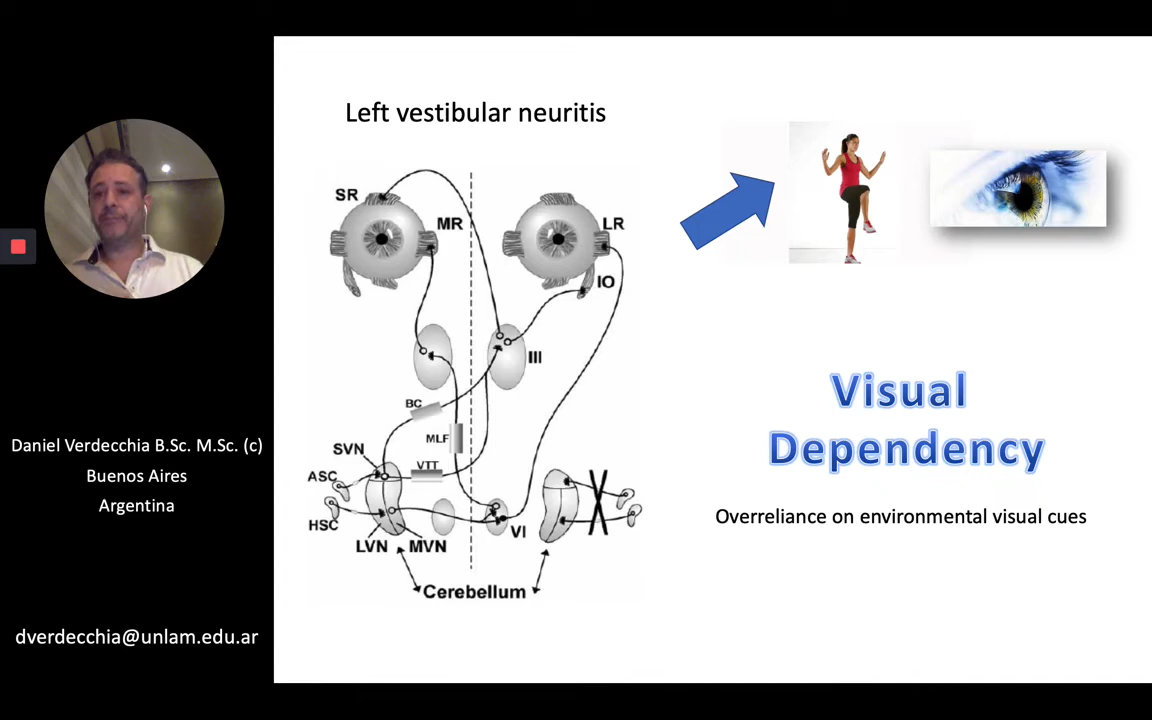 Left vestibular neuritis
SR
MR
LR
IO
III
BC
MLF
SVN
VTT
ASC
HSC
VI
LVN
MVN
Cerebellum
Visual
Dependency
Overreliance on environmental visual cues
Daniel Verdecchia B.Sc. M.Sc. (c)
Buenos Aires
Argentina
dverdecchia@unlam.edu.ar